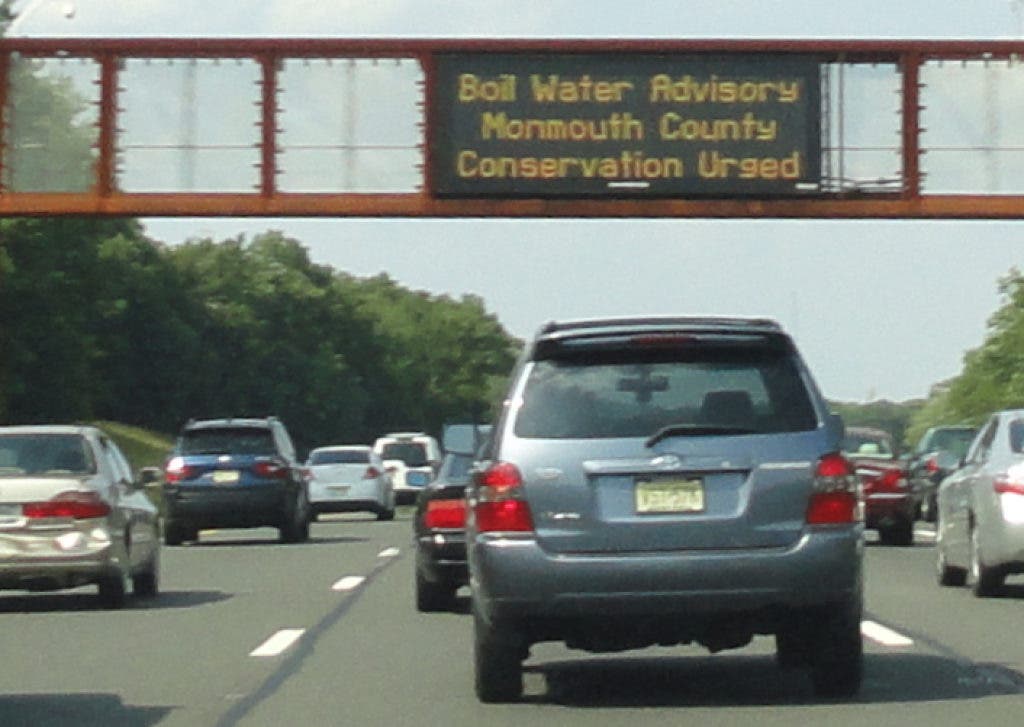 Boil Water Advisory
Monmouth County
Conservation Urged